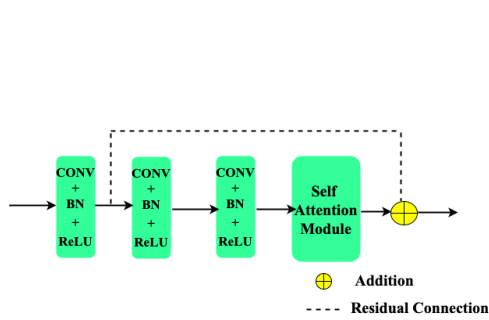 CONV
+
BN
+
ReLU
CONV
+
BN
+
ReLU
CONV
+
BN
+
ReLU
Self
Attention
Module
Addition
Residual Connection